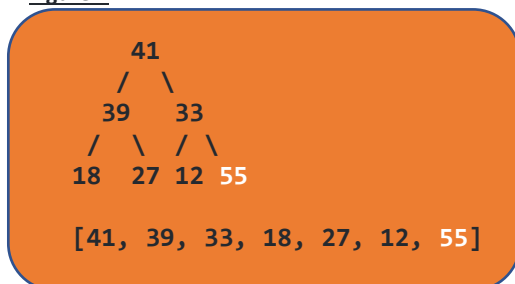 41
/ \
39 33
/ \ / \
18 27 12 55
[41, 39, 33, 18, 27, 12, 55]